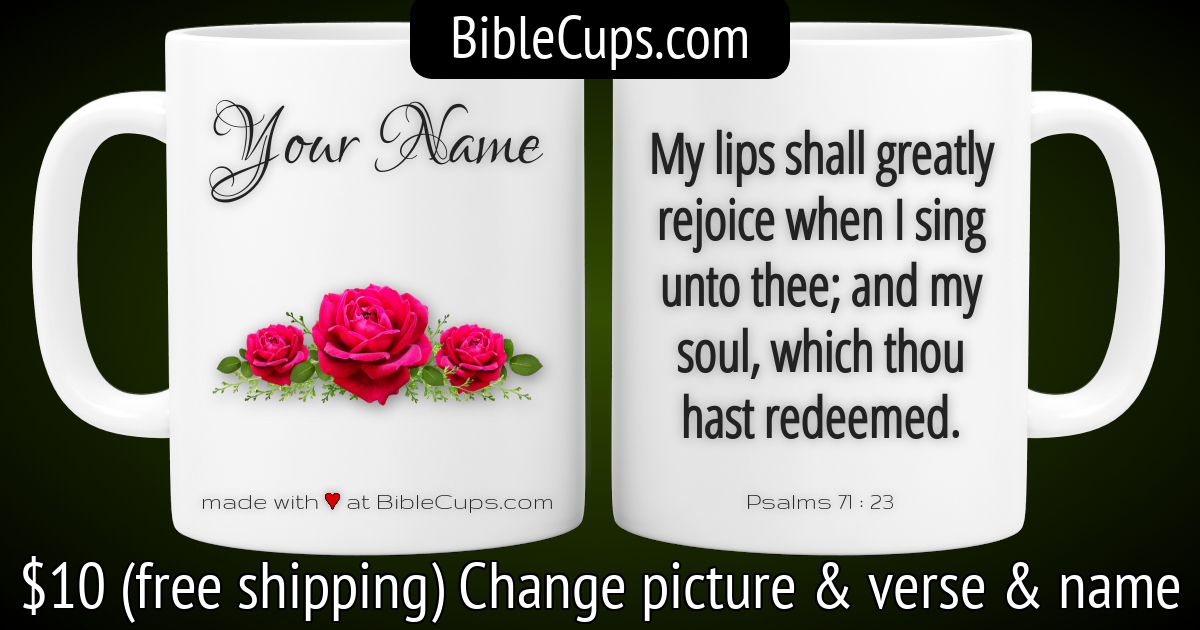 BibleCups.com
Your Name
made with ♥ at BibleCups.com
My lips shall greatly
rejoice when I sing
unto thee; and my
soul, which thou
hast redeemed.
Psalms 71 : 23
$10 (free shipping) Change picture & verse & name